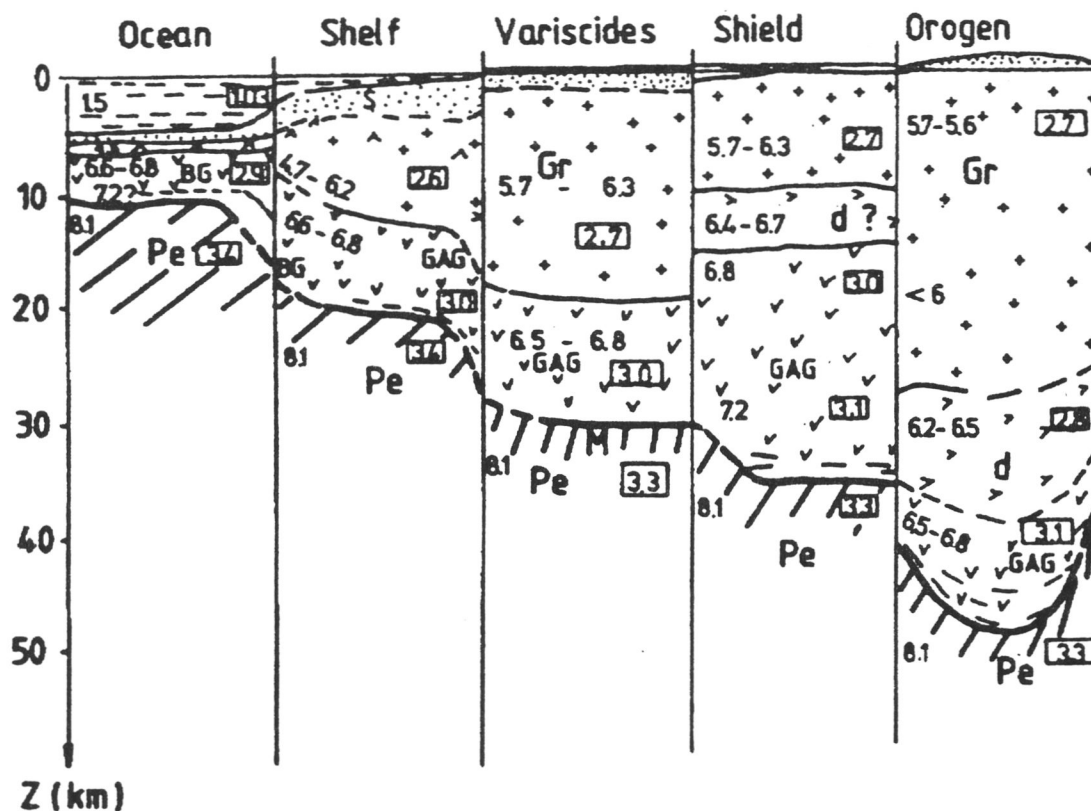 Ocean Shelf Variscides Shield Orogen
0
10
20
30
40
50
Z (km)
1.5 1.03
6.6-6.8 BG 2.9
7.2?
8.1
Pe 3.4
S
4.7-6.2 2.6
6.6-6.8 GAG
BG 3.0
8.1 3.4
Pe
Gr
5.7 - 6.3
2.7
6.5 - 6.8
GAG 3.0
M
8.1 Pe 3.3
5.7-6.3 2.7
6.4-6.7 d ?
6.8 3.0
GAG
7.2 3.1
8.1 3.3
Pe
5.7-5.6 2.7
Gr
< 6
6.2-6.5 2.8
d
6.5-6.8 3.1
GAG
8.1 3.3
Pe